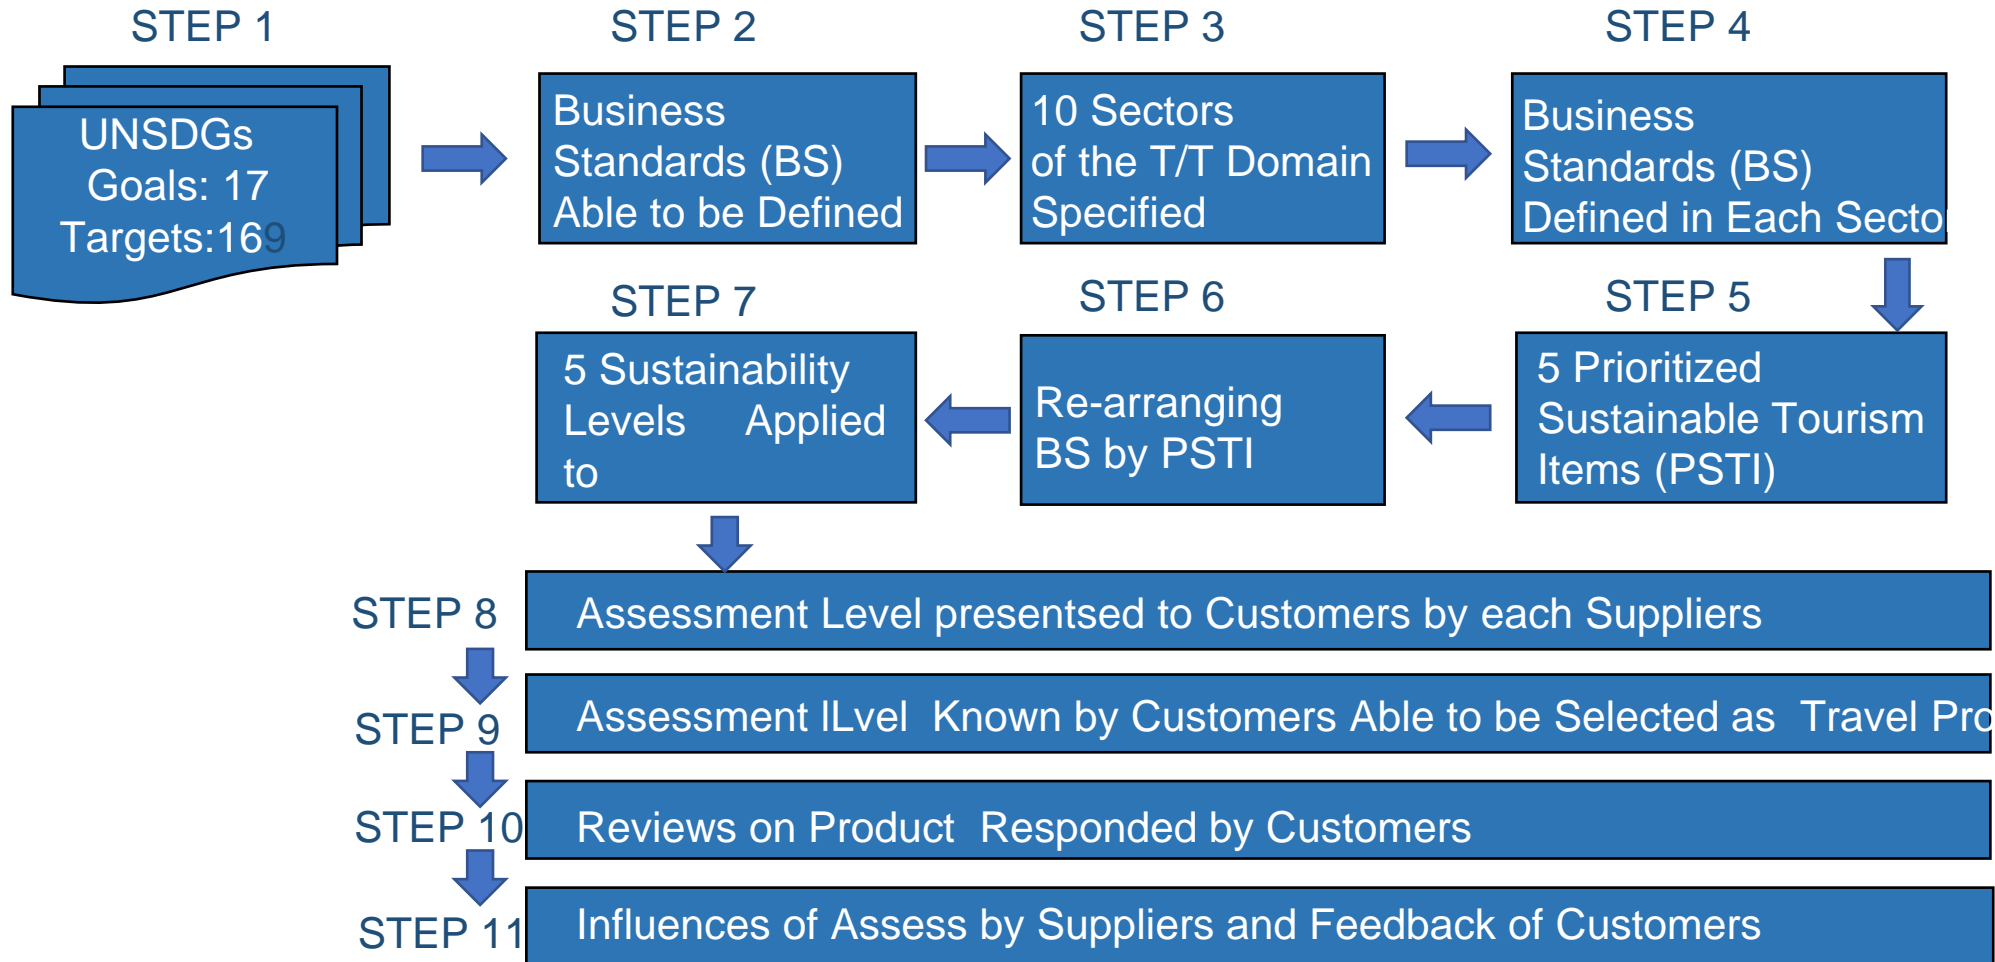 STEP 1
UNSDGs
Goals: 17
Targets:169
STEP 2
Business
Standards (BS)
Able to be Defined
STEP 3
10 Sectors
of the T/T Domain
Specified
STEP 4
Business
Standards (BS)
Defined in Each Secto
STEP 5
5 Prioritized
Sustainable Tourism
Items (PSTI)
STEP 6
Re-arranging
BS by PSTI
STEP 7
5 Sustainability
Levels Applied
to
STEP 8
Assessment Level presentsed to Customers by each Suppliers
STEP 9
Assessment lLvel Known by Customers Able to be Selected as Travel Pro
STEP 10
Reviews on Product Responded by Customers
STEP 11
Influences of Assess by Suppliers and Feedback of Customers